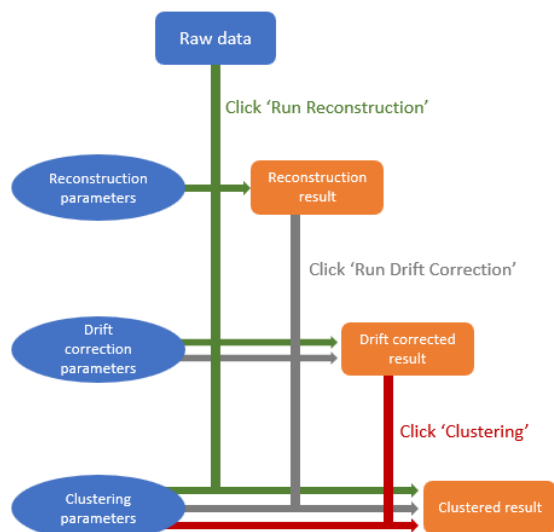 Raw data
Click ‘Run Reconstruction’
Reconstruction
parameters
Reconstruction
result
Click ‘Run Drift Correction’
Drift
correction
parameters
Drift corrected
result
Click ‘Clustering’
Clustering
parameters
Clustered result